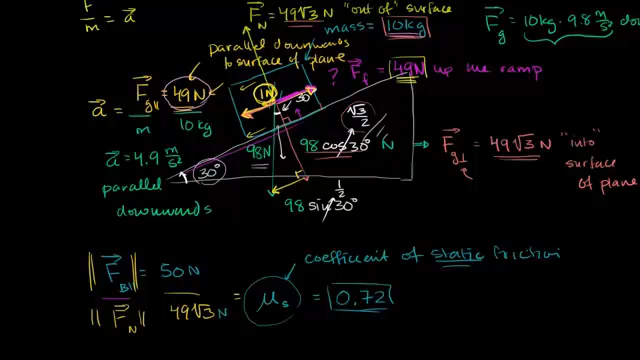 F/m = a
F_N = 49√3 N "out of" surface
mass = 10kg
F_g = 10kg · 9.8 m/s² do
parallel downwards
to surface of plane
? F_f = 49N up the ramp
a = F_g|| = 49N
m 10kg
1N
30°
√3/2
a = 4.9 m/s²
parallel
downwards
30°
98N
98 cos 30° N
⇒ F_g⊥ = 49√3 N "into"
surface
of plane
1/2
98 sin 30°
coefficient of static friction
||F_B|| = 50N
||F_N|| 49√3 N = μs = 0.72